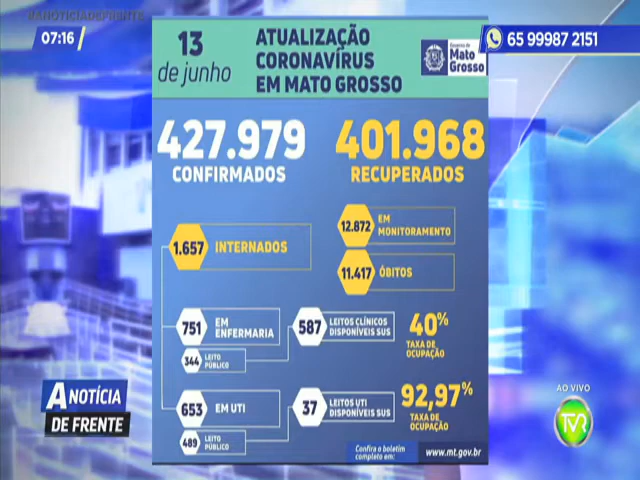 #ANOTICIADEFRENTE
07:16
65 99987 2151
13
de junho
ATUALIZAÇÃO
CORONAVÍRUS
EM MATO GROSSO
Governo de
Mato
Grosso
427.979
CONFIRMADOS
401.968
RECUPERADOS
1.657 INTERNADOS
12.872 EM
MONITORAMENTO
11.417 ÓBITOS
751 EM
ENFERMARIA
344 LEITO
PÚBLICO
587 LEITOS CLÍNICOS
DISPONÍVEIS SUS
40%
TAXA DE
OCUPAÇÃO
653 EM UTI
489 LEITO
PÚBLICO
37 LEITOS UTI
DISPONÍVEIS SUS
92,97%
TAXA DE
OCUPAÇÃO
Confira o boletim
completo em:
www.mt.gov.br
A NOTÍCIA
DE FRENTE
AO VIVO
TVR